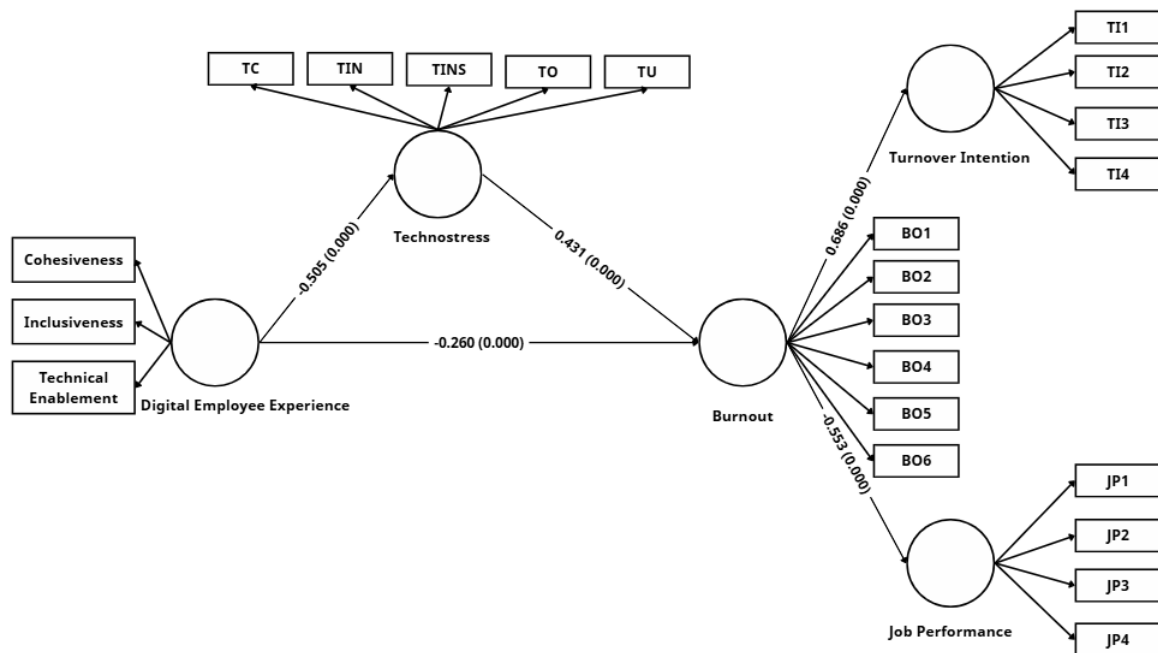 TC
TIN
TINS
TO
TU
TI1
TI2
TI3
TI4
Turnover Intention
Technostress
Cohesiveness
Inclusiveness
Technical
Enablement
Digital Employee Experience
-0.505 (0.000)
0.431 (0.000)
-0.260 (0.000)
0.686 (0.000)
BO1
BO2
BO3
BO4
BO5
BO6
Burnout
-0.553 (0.000)
JP1
JP2
JP3
JP4
Job Performance